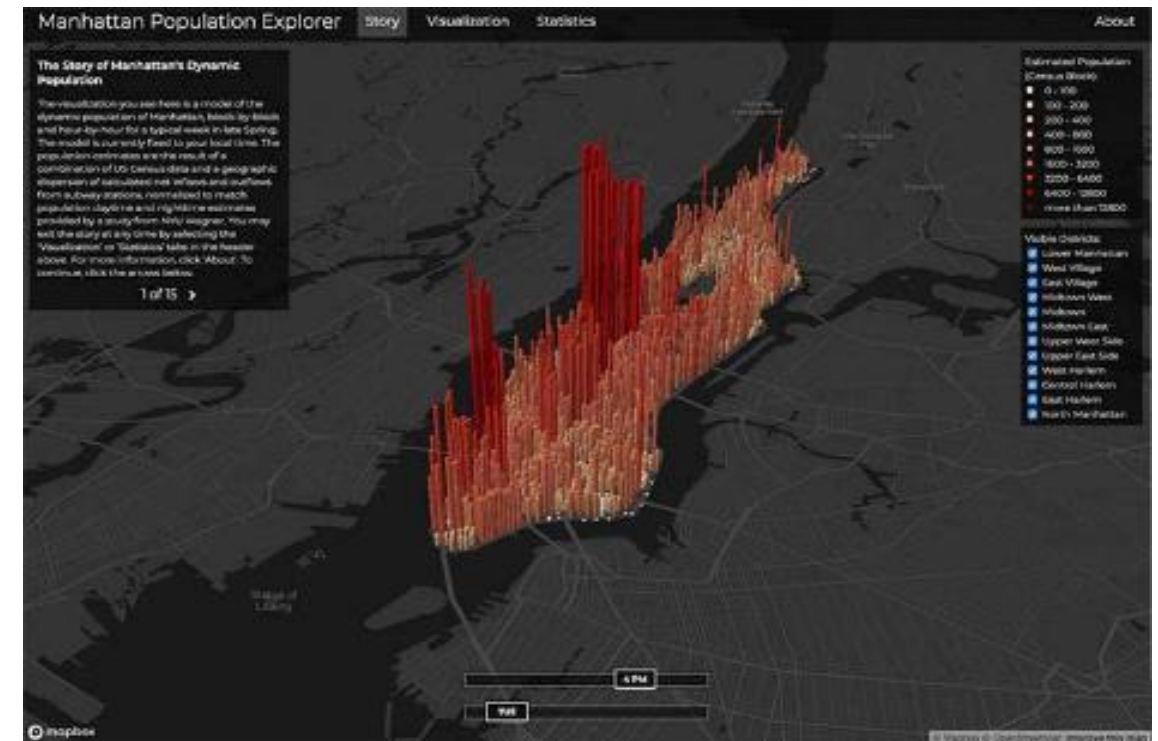 Manhattan Population Explorer
Story
Visualization
Statistics
About
The Story of Manhattan's Dynamic
Population
The visualization you see here is a model of the
dynamic population of Manhattan, block-by-block
and hour-by-hour for a typical week in late Spring.
The model is currently fixed to your local time. The
population estimates are the result of a
combination of US Census data and a geographic
dispersion of calculated net inflows and outflows
from subway stations, normalized to match
population daytime and nighttime estimates
provided by a study from NYU Wagner. You may
exit the story at any time by selecting the
'Visualization' or 'Statistics' tabs in the header
above. For more information, click 'About'. To
continue, click the arrows below.
1 of 15
Estimated Population
(Census Block)
0 - 100
100 - 200
200 - 400
400 - 800
800 - 1600
1600 - 3200
3200 - 6400
6400 - 12800
more than 12800
Visible Districts:
Lower Manhattan
West Village
East Village
Midtown West
Midtown
Midtown East
Upper West Side
Upper East Side
West Harlem
Central Harlem
East Harlem
North Manhattan
Statue of
Liberty
4 PM
TUE
mapbox
© Mapbox © OpenStreetMap Improve this map